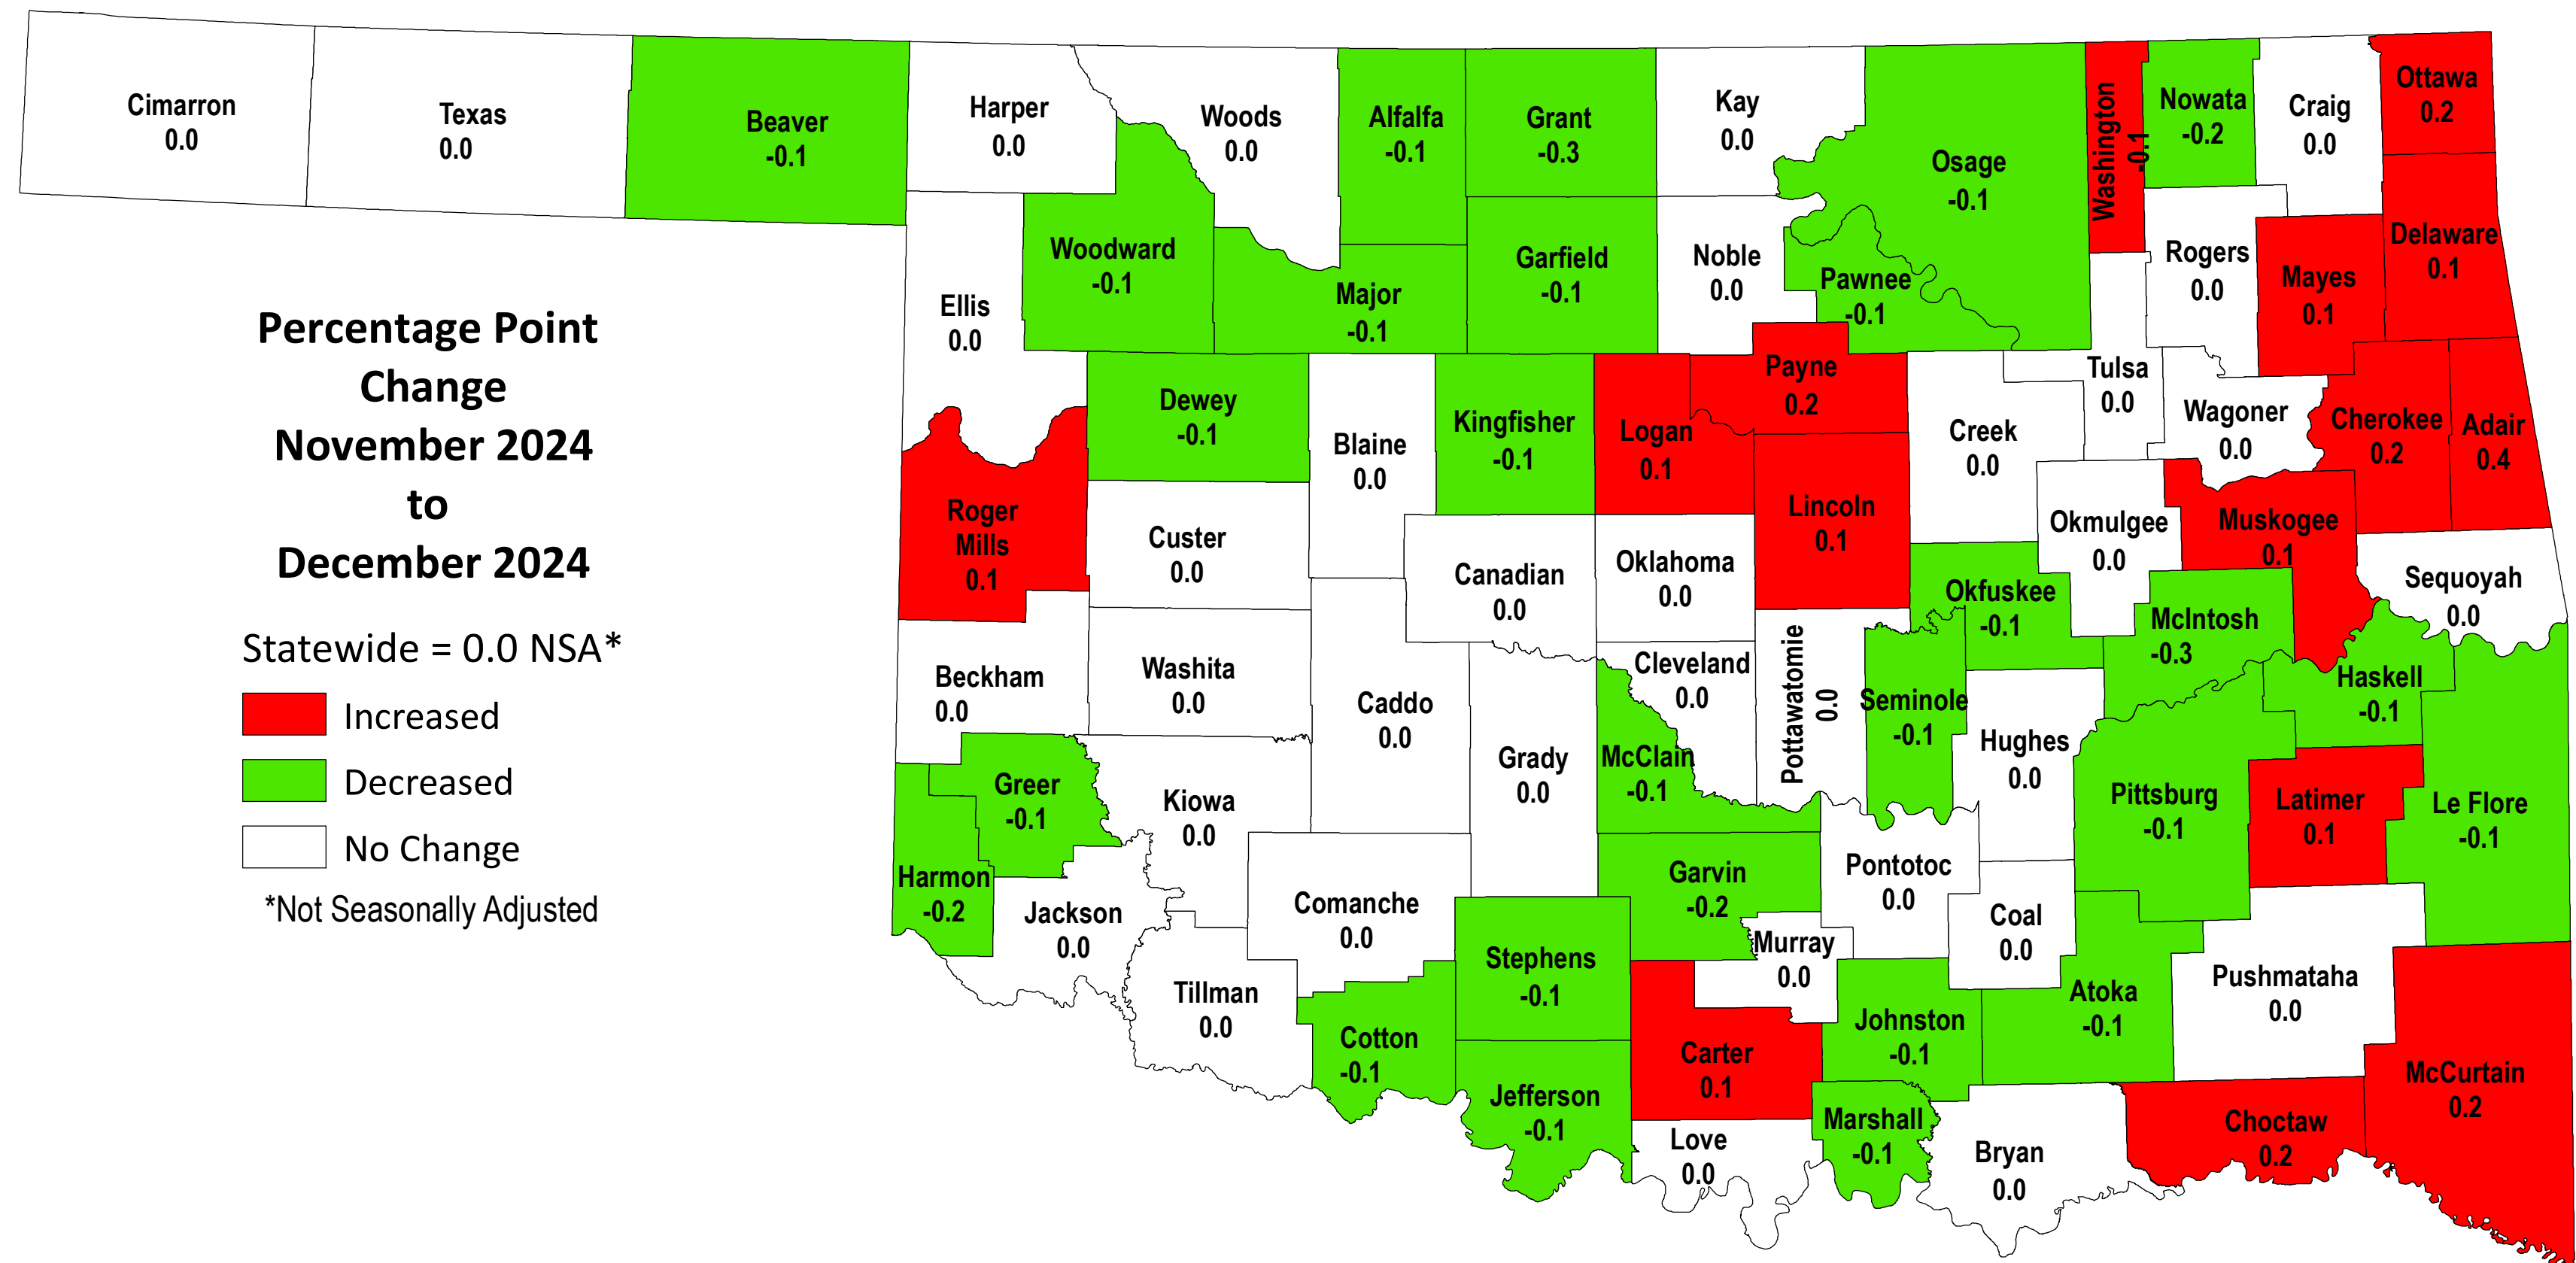 Cimarron
0.0
Texas
0.0
Beaver
-0.1
Harper
0.0
Woods
0.0
Alfalfa
-0.1
Grant
-0.3
Kay
0.0
Osage
-0.1
Washington
-0.1
Nowata
-0.2
Craig
0.0
Ottawa
0.2
Woodward
-0.1
Ellis
0.0
Major
-0.1
Garfield
-0.1
Noble
0.0
Pawnee
-0.1
Rogers
0.0
Mayes
0.1
Delaware
0.1
Percentage Point
Change
November 2024
to
December 2024
Statewide = 0.0 NSA*
Increased
Decreased
No Change
*Not Seasonally Adjusted
Dewey
-0.1
Blaine
0.0
Kingfisher
-0.1
Logan
0.1
Payne
0.2
Lincoln
0.1
Creek
0.0
Tulsa
0.0
Wagoner
0.0
Cherokee
0.2
Adair
0.4
Roger
Mills
0.1
Custer
0.0
Canadian
0.0
Oklahoma
0.0
Okmulgee
0.0
Muskogee
0.1
Sequoyah
0.0
Okfuskee
-0.1
McIntosh
-0.3
Haskell
-0.1
Beckham
0.0
Washita
0.0
Caddo
0.0
Grady
0.0
Cleveland
0.0
McClain
-0.1
Pottawatomie
0.0
Seminole
-0.1
Hughes
0.0
Pittsburg
-0.1
Latimer
0.1
Le Flore
-0.1
Greer
-0.1
Harmon
-0.2
Kiowa
0.0
Jackson
0.0
Comanche
0.0
Tillman
0.0
Cotton
-0.1
Stephens
-0.1
Jefferson
-0.1
Garvin
-0.2
Murray
0.0
Pontotoc
0.0
Coal
0.0
Carter
0.1
Johnston
-0.1
Atoka
-0.1
Pushmataha
0.0
McCurtain
0.2
Choctaw
0.2
Love
0.0
Marshall
-0.1
Bryan
0.0